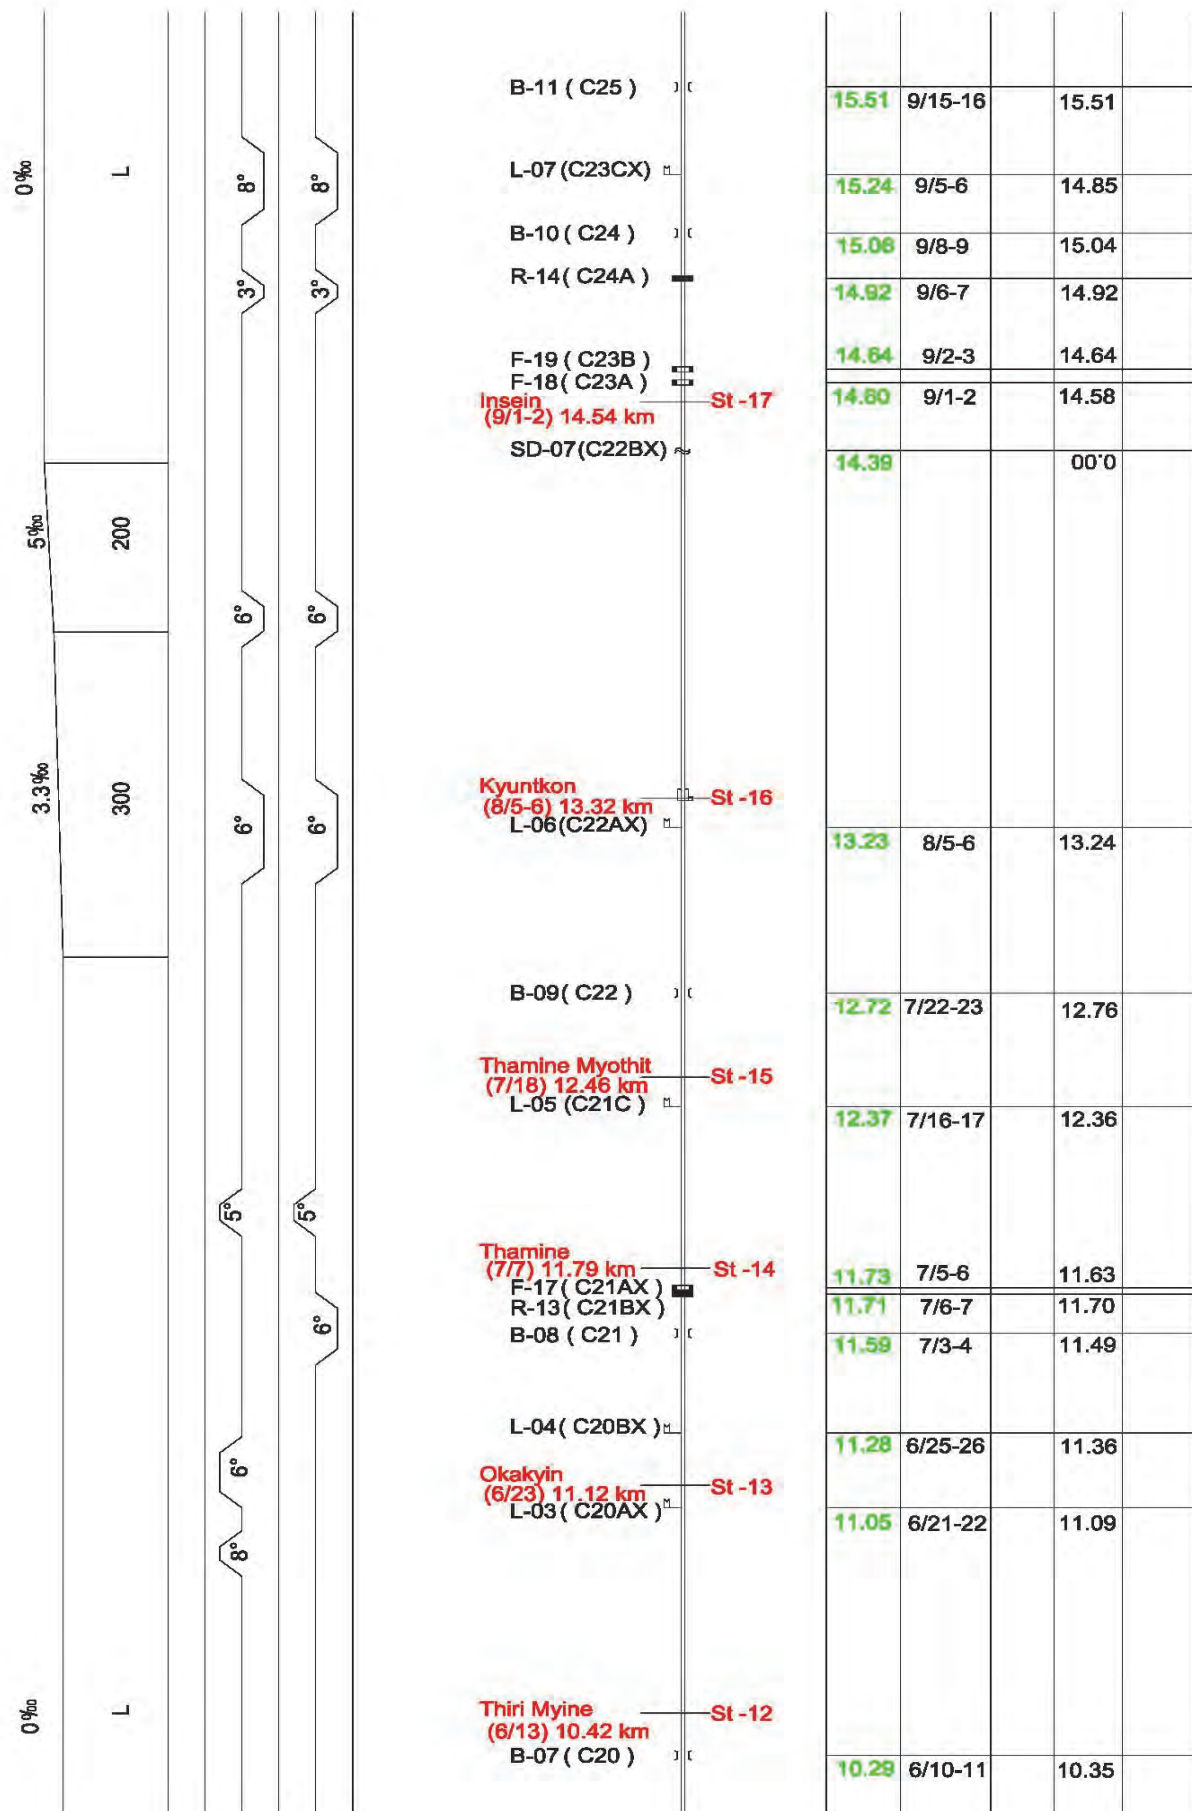 B-11 ( C25 )
15.51 9/15-16 15.51
0‰ L 8° 8°
L-07 (C23CX)
15.24 9/5-6 14.85
B-10 ( C24 )
15.08 9/8-9 15.04
R-14 ( C24A )
3° 3°
14.92 9/6-7 14.92
F-19 ( C23B )
14.64 9/2-3 14.64
F-18 ( C23A )
14.60 9/1-2 14.58
Insein
(9/1-2) 14.54 km
St -17
SD-07 (C22BX)
14.39 0.00
5‰ 200
6° 6°
3.3‰ 300
Kyuntkon
(8/5-6) 13.32 km
St -16
L-06 (C22AX)
6° 6°
13.23 8/5-6 13.24
B-09 ( C22 )
12.72 7/22-23 12.76
Thamine Myothit
(7/18) 12.46 km
St -15
L-05 (C21C )
12.37 7/16-17 12.36
5° 5°
Thamine
(7/7) 11.79 km
St -14
F-17 ( C21AX )
11.73 7/5-6 11.63
R-13 ( C21BX )
11.71 7/6-7 11.70
6°
B-08 ( C21 )
11.59 7/3-4 11.49
L-04 ( C20BX )
11.28 6/25-26 11.36
6°
Okakyin
(6/23) 11.12 km
St -13
L-03 ( C20AX )
11.05 6/21-22 11.09
8°
0‰ L
Thiri Myine
(6/13) 10.42 km
St -12
B-07 ( C20 )
10.29 6/10-11 10.35